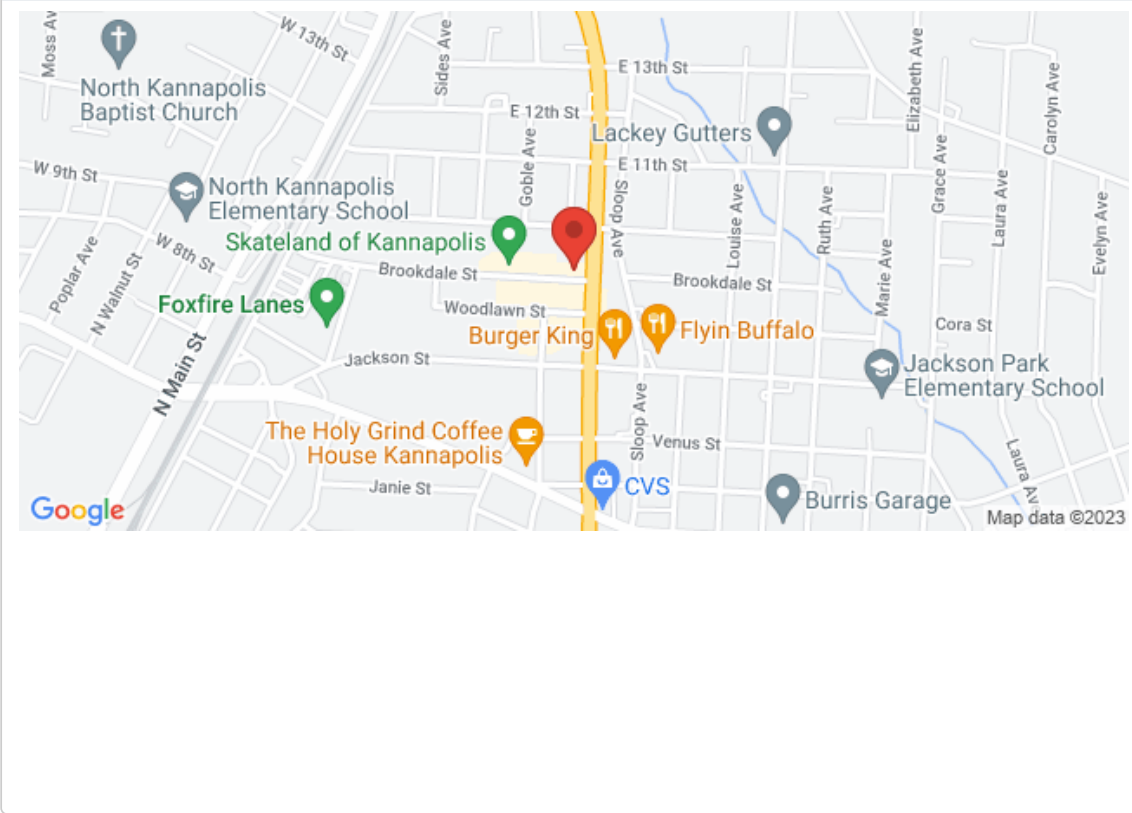 Moss Av
W 13th St
Sides Ave
E 13th St
Elizabeth Ave
Carolyn Ave
North Kannapolis
Baptist Church
E 12th St
Lackey Gutters
Goble Ave
E 11th St
Grace Ave
W 9th St
North Kannapolis
Elementary School
Sloop Ave
Louise Ave
Ruth Ave
Laura Ave
Evelyn Ave
Skateland of Kannapolis
W 8th St
Poplar Ave
N Walnut St
Brookdale St
Brookdale St
Marie Ave
Foxfire Lanes
Woodlawn St
Burger King
Flyin Buffalo
Cora St
N Main St
Jackson St
Jackson Park
Elementary School
Sloop Ave
The Holy Grind Coffee
House Kannapolis
Venus St
Laura Av
Janie St
CVS
Burris Garage
Google
Map data ©2023